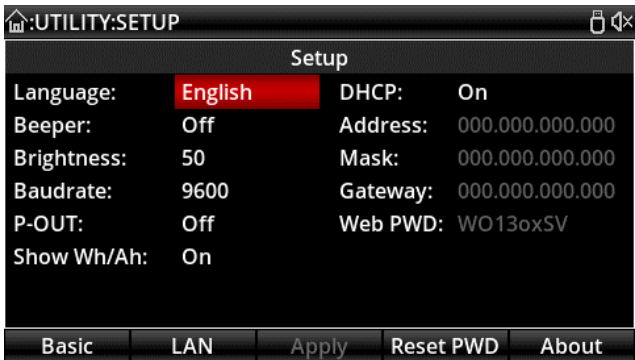 :UTILITY:SETUP
Setup
Language: English DHCP: On
Beeper: Off Address: 000.000.000.000
Brightness: 50 Mask: 000.000.000.000
Baudrate: 9600 Gateway: 000.000.000.000
P-OUT: Off Web PWD: WO13oxSV
Show Wh/Ah: On
Basic LAN Apply Reset PWD About